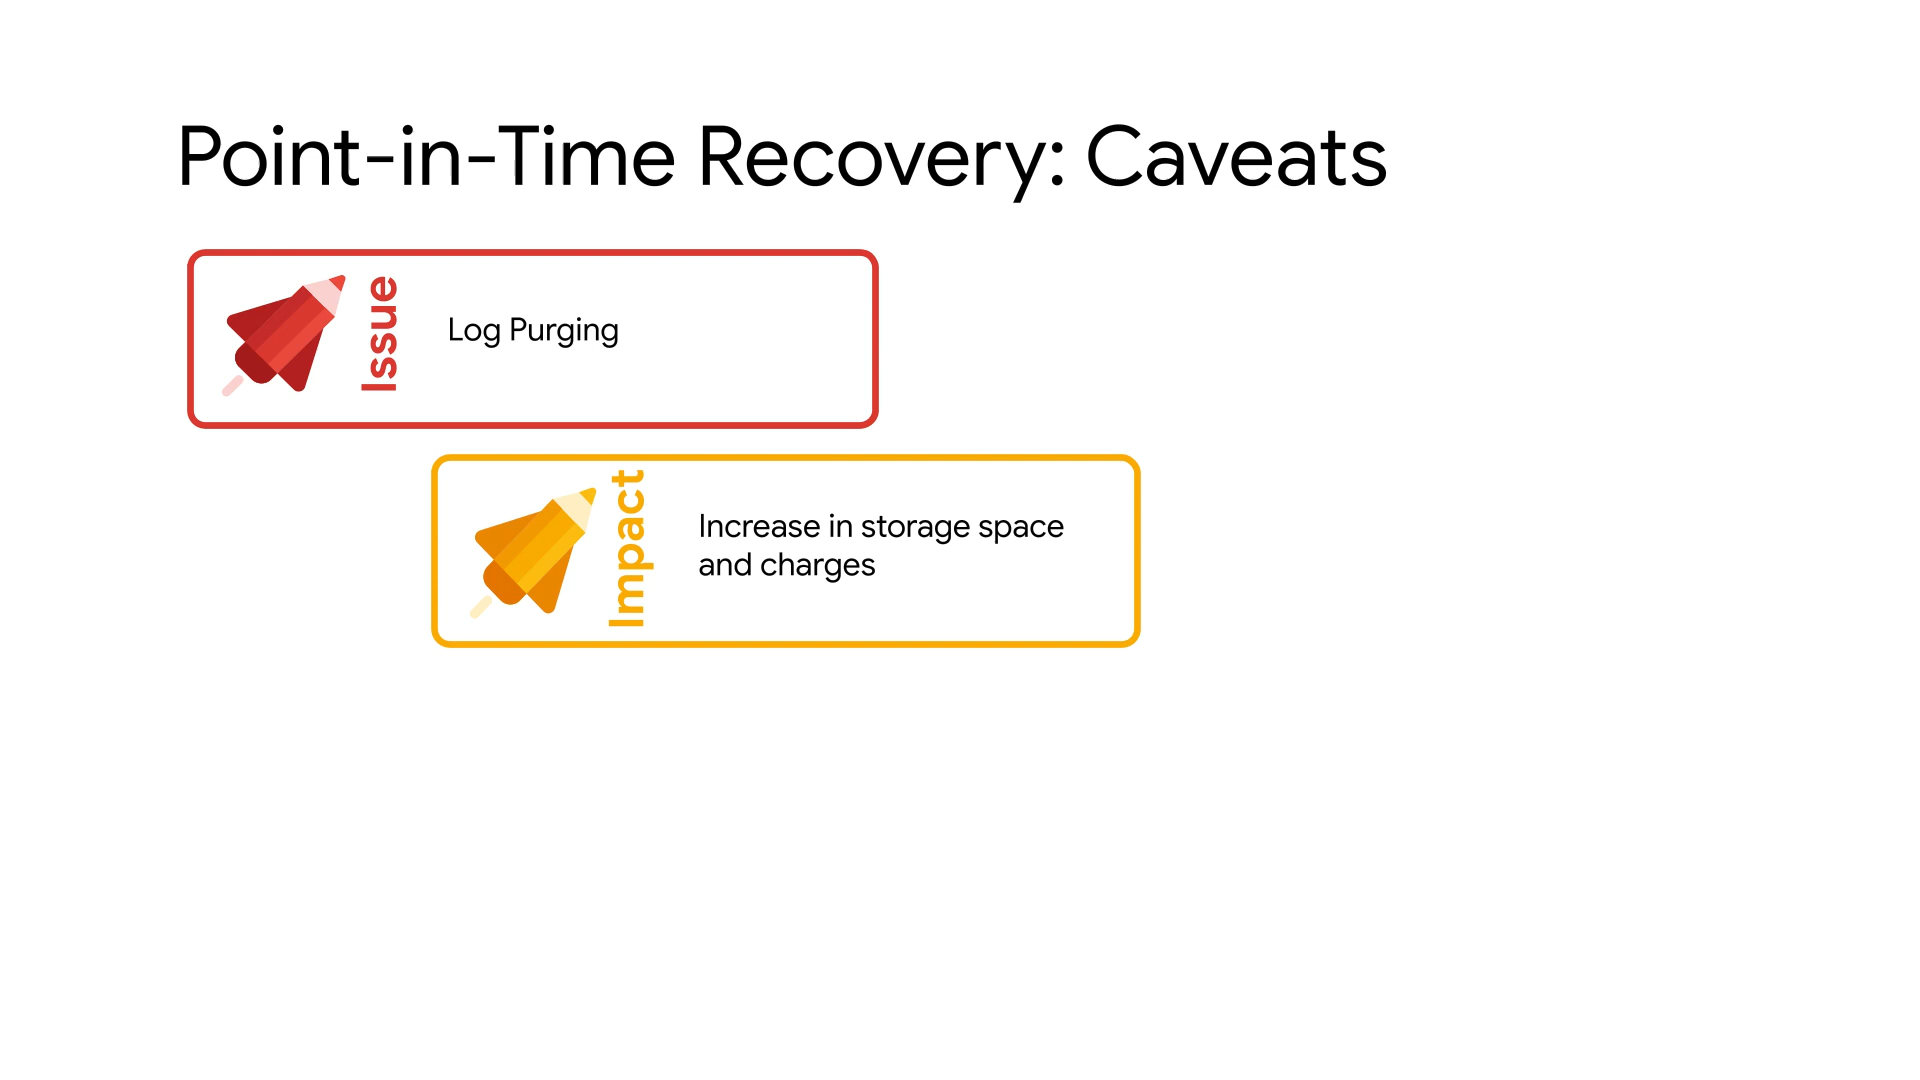 Point-in-Time Recovery: Caveats
Issue
Log Purging
Impact
Increase in storage space
and charges